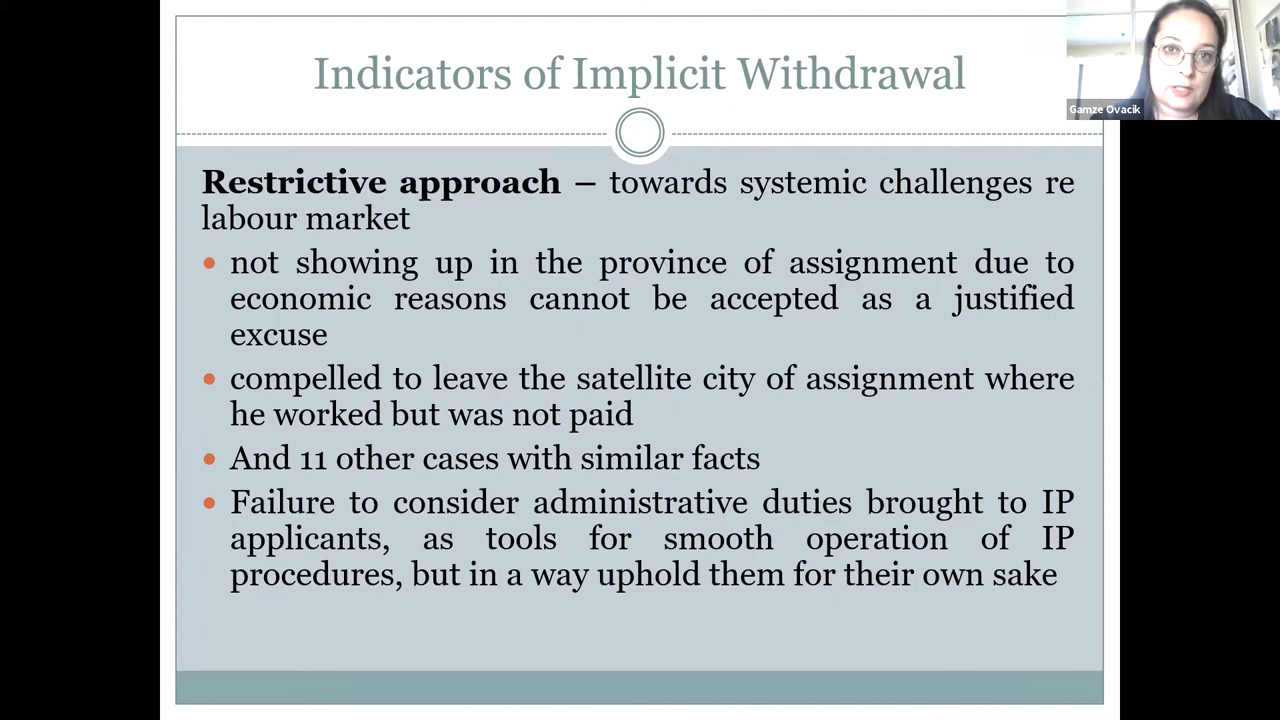 Indicators of Implicit Withdrawal
Gamze Ovacik
Restrictive approach – towards systemic challenges re
labour market
• not showing up in the province of assignment due to
economic reasons cannot be accepted as a justified
excuse
• compelled to leave the satellite city of assignment where
he worked but was not paid
• And 11 other cases with similar facts
• Failure to consider administrative duties brought to IP
applicants, as tools for smooth operation of IP
procedures, but in a way uphold them for their own sake